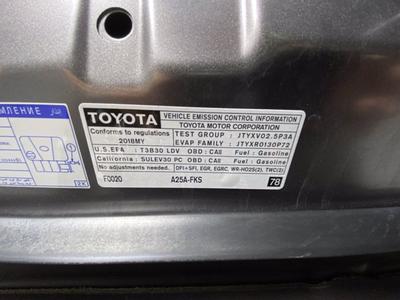 МЛЕНИЕ
TOYOTA
VEHICLE EMISSION CONTROL INFORMATION
TOYOTA MOTOR CORPORATION
Conforms to regulations
2018MY
TEST GROUP : JTYXV02.5P3A
EVAP FAMILY : JTYXR0130P72
U.S.EPA : T3B30 LDV OBD : CAⅡ Fuel : Gasoline
California : SULEV30 PC OBD : CAⅡ Fuel : Gasoline
No adjustments needed. DFI+SFI, EGR, EGRC, WR-HO2S(2), TWC(2)
F0020 A25A-FKS 78